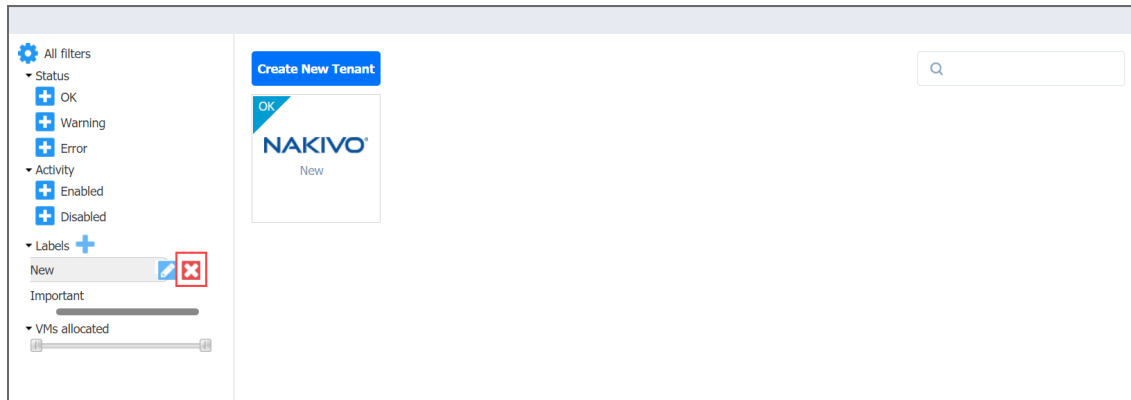 All filters
Status
OK
Warning
Error
Activity
Enabled
Disabled
Labels
New
Important
VMs allocated
Create New Tenant
OK
NAKIVO®
New